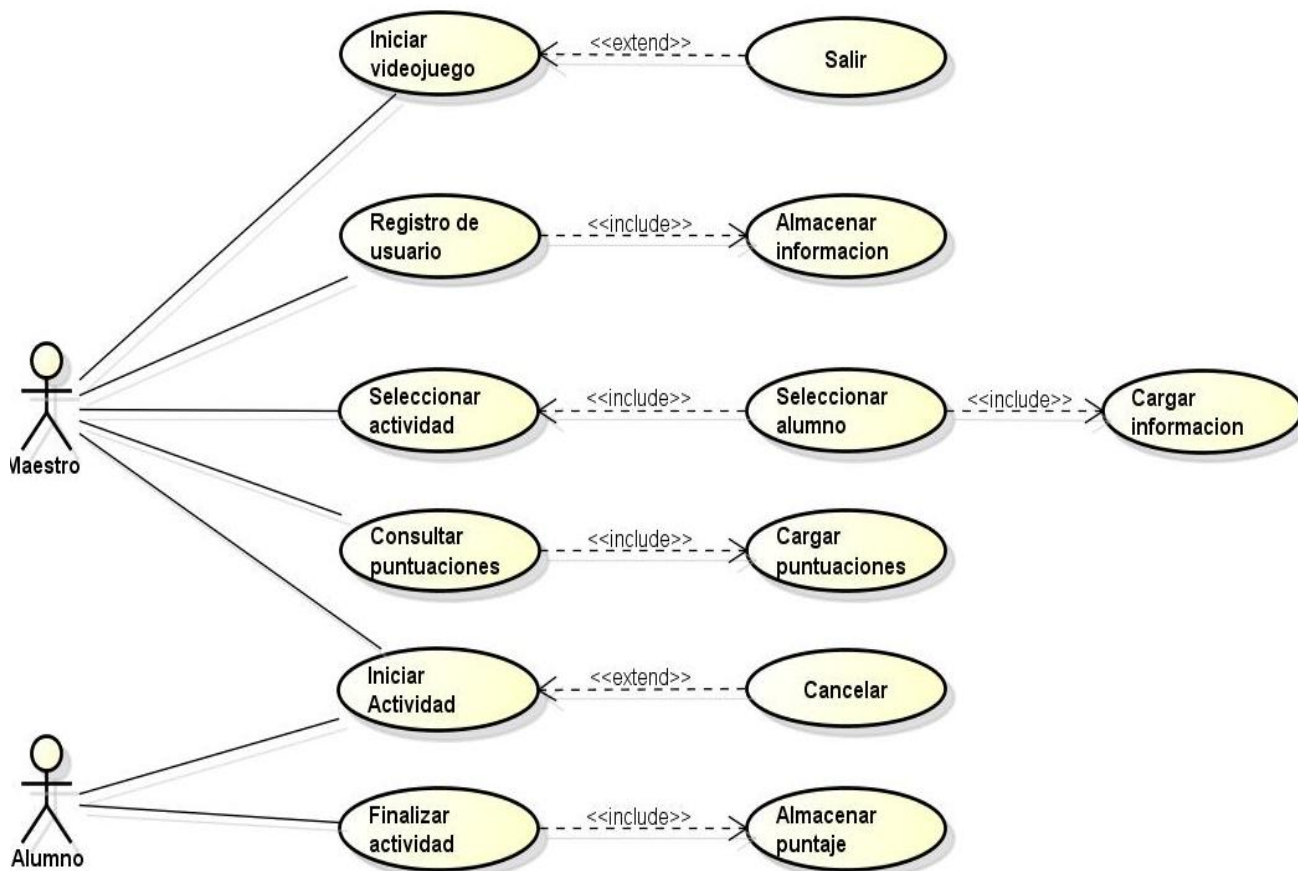 Iniciar
videojuego
<<extend>>
Salir
Registro de
usuario
<<include>>
Almacenar
informacion
Maestro
Seleccionar
actividad
<<include>>
Seleccionar
alumno
<<include>>
Cargar
informacion
Consultar
puntuaciones
<<include>>
Cargar
puntuaciones
Iniciar
Actividad
<<extend>>
Cancelar
Alumno
Finalizar
actividad
<<include>>
Almacenar
puntaje